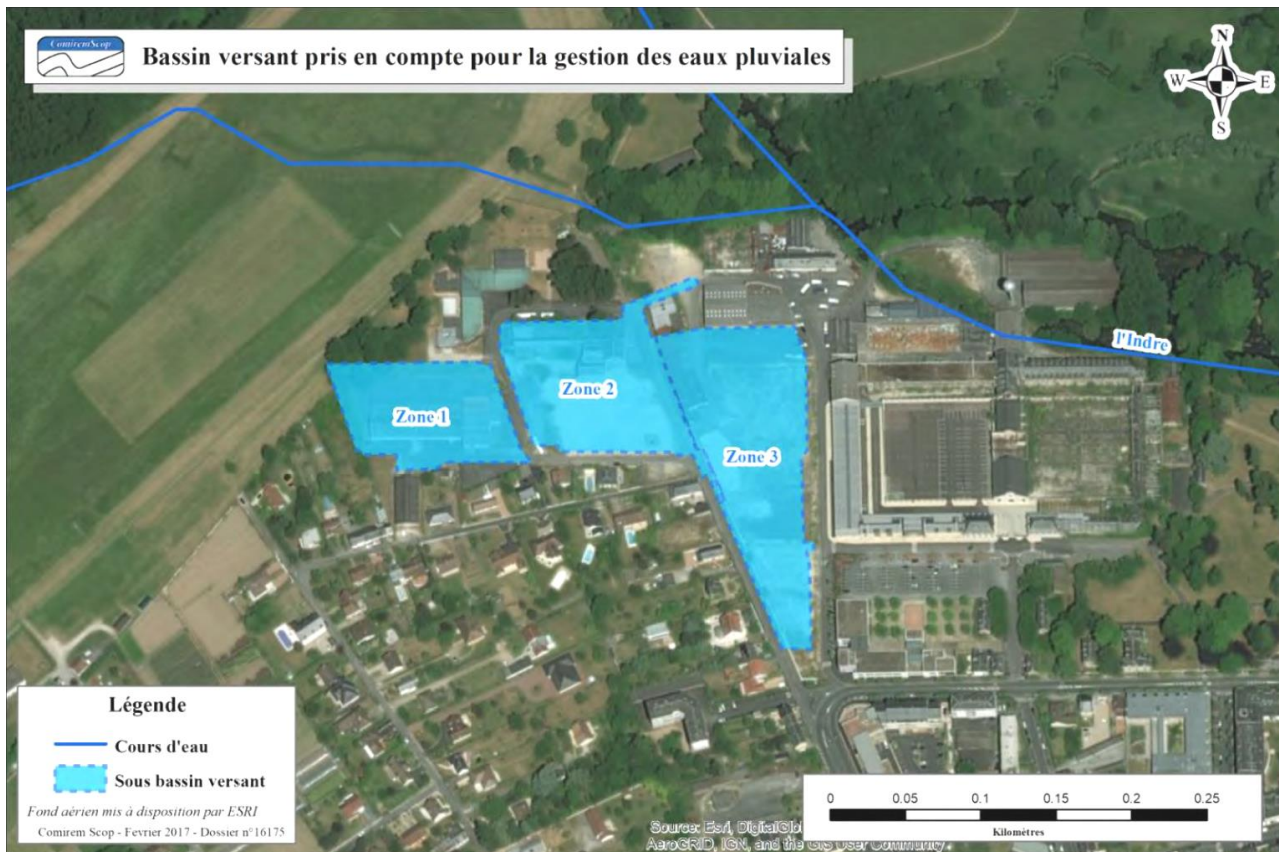 ComiremScop
Bassin versant pris en compte pour la gestion des eaux pluviales
N
W E
S
l'Indre
Zone 1
Zone 2
Zone 3
Légende
Cours d'eau
Sous bassin versant
Fond aérien mis à disposition par ESRI
Comirem Scop - Fevrier 2017 - Dossier n°16175
0 0.05 0.1 0.15 0.2 0.25
Kilomètres
Source: Esri, DigitalGlo
AeroGRID, IGN, and the GIS User Community